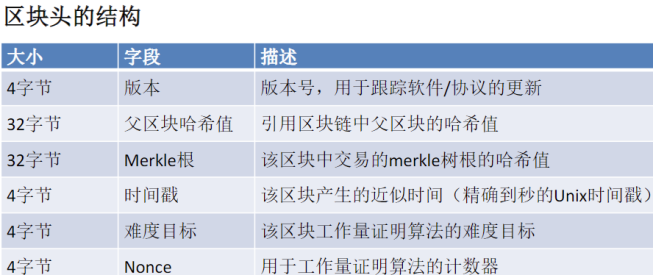 区块头的结构
大小 字段 描述
4字节 版本 版本号，用于跟踪软件/协议的更新
32字节 父区块哈希值 引用区块链中父区块的哈希值
32字节 Merkle根 该区块中交易的merkle树根的哈希值
4字节 时间戳 该区块产生的近似时间（精确到秒的Unix时间戳）
4字节 难度目标 该区块工作量证明算法的难度目标
4字节 Nonce 用于工作量证明算法的计数器